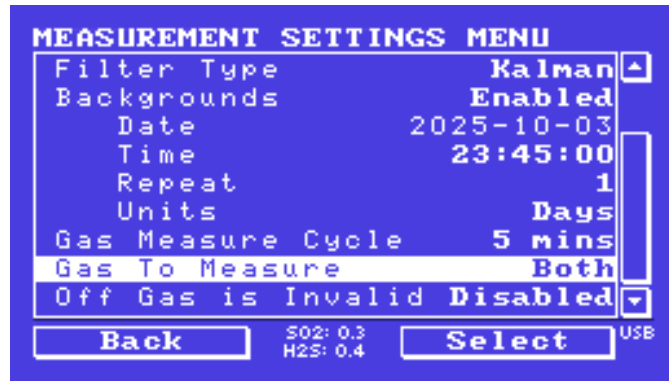 MEASUREMENT SETTINGS MENU
Filter Type Kalman
Backgrounds Enabled
Date 2025-10-03
Time 23:45:00
Repeat 1
Units Days
Gas Measure Cycle 5 mins
Gas To Measure Both
Off Gas is Invalid Disabled
Back SO2: 0.3 Select USB
H2S: 0.4